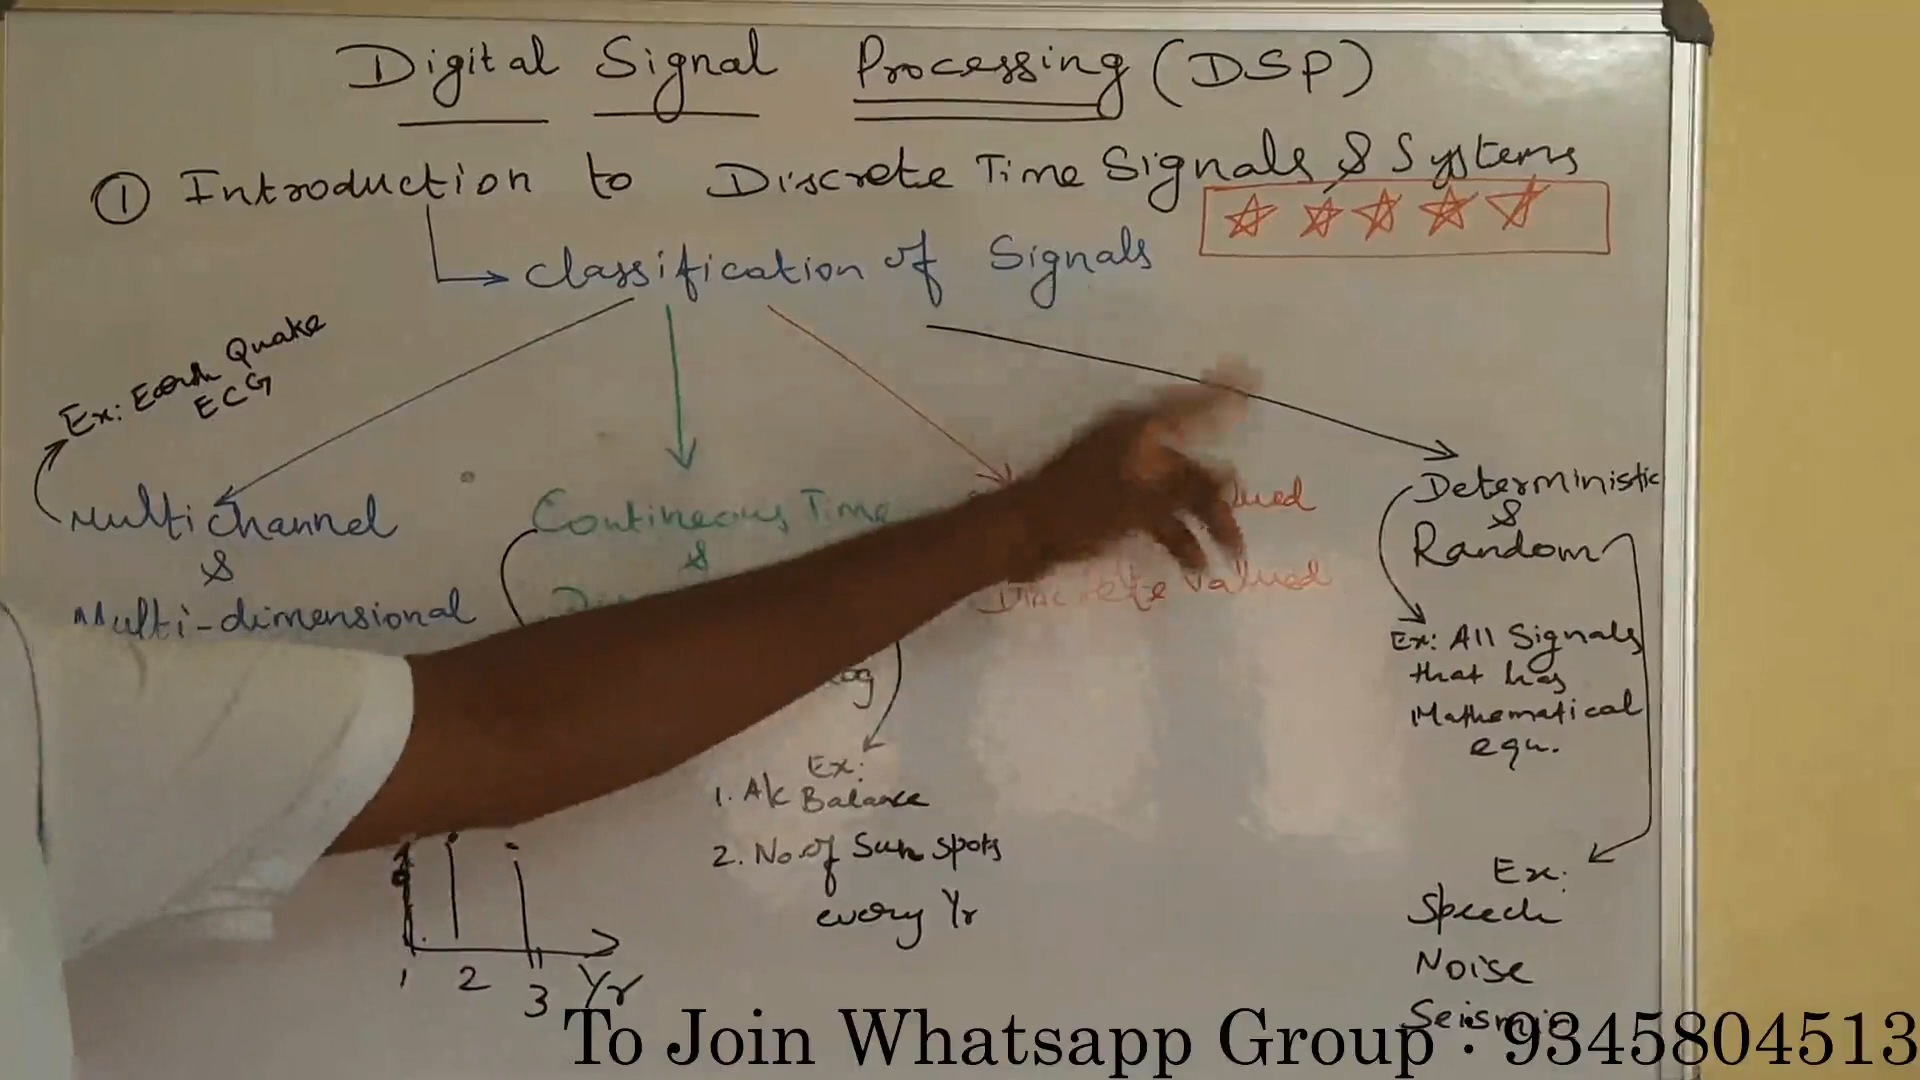 Digital Signal Processing (DSP)
① Introduction to Discrete Time Signals & Systems
Classification of Signals
Ex: Earth Quake
ECG
Multi channel
&
Multi-dimensional
Contineous Time
&
Discrete Valued
Deterministic
&
Random
Ex: All Signals
that has
Mathematical
equ.
Ex:
1. A/c Balance
2. No of Sun spots
every Yr
Ex:
Speech
Noise
Seismic
1 2 3 Yr
To Join Whatsapp Group : 9345804513